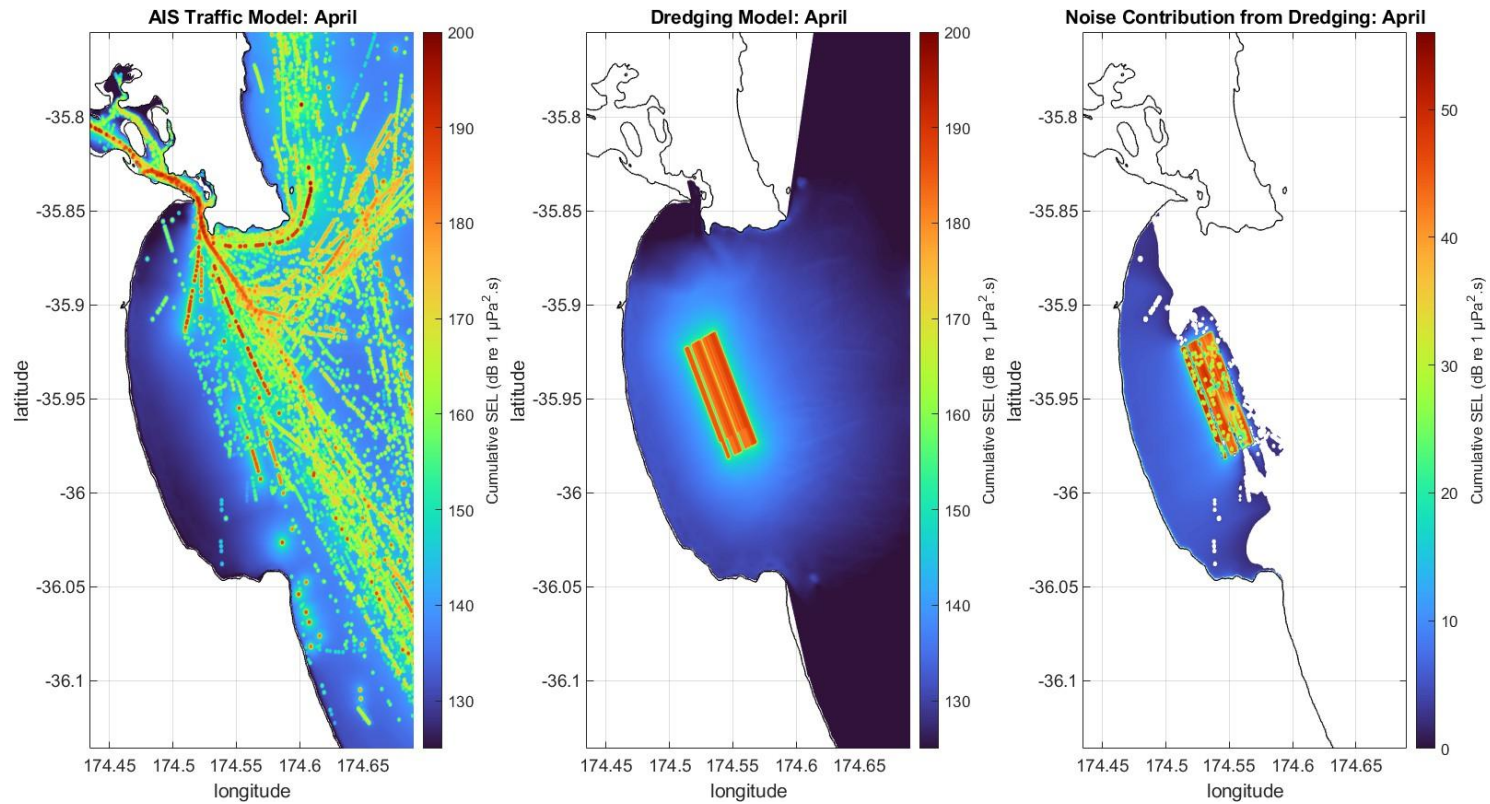 AIS Traffic Model: April
-35.8
-35.85
-35.9
-35.95
-36
-36.05
-36.1
latitude
174.45 174.5 174.55 174.6 174.65
longitude
200
190
180
170
160
150
140
130
Cumulative SEL (dB re 1 µPa².s)
Dredging Model: April
-35.8
-35.85
-35.9
-35.95
-36
-36.05
-36.1
latitude
174.45 174.5 174.55 174.6 174.65
longitude
200
190
180
170
160
150
140
130
Cumulative SEL (dB re 1 µPa².s)
Noise Contribution from Dredging: April
-35.8
-35.85
-35.9
-35.95
-36
-36.05
-36.1
latitude
174.45 174.5 174.55 174.6 174.65
longitude
50
40
30
20
10
0
Cumulative SEL (dB re 1 µPa².s)